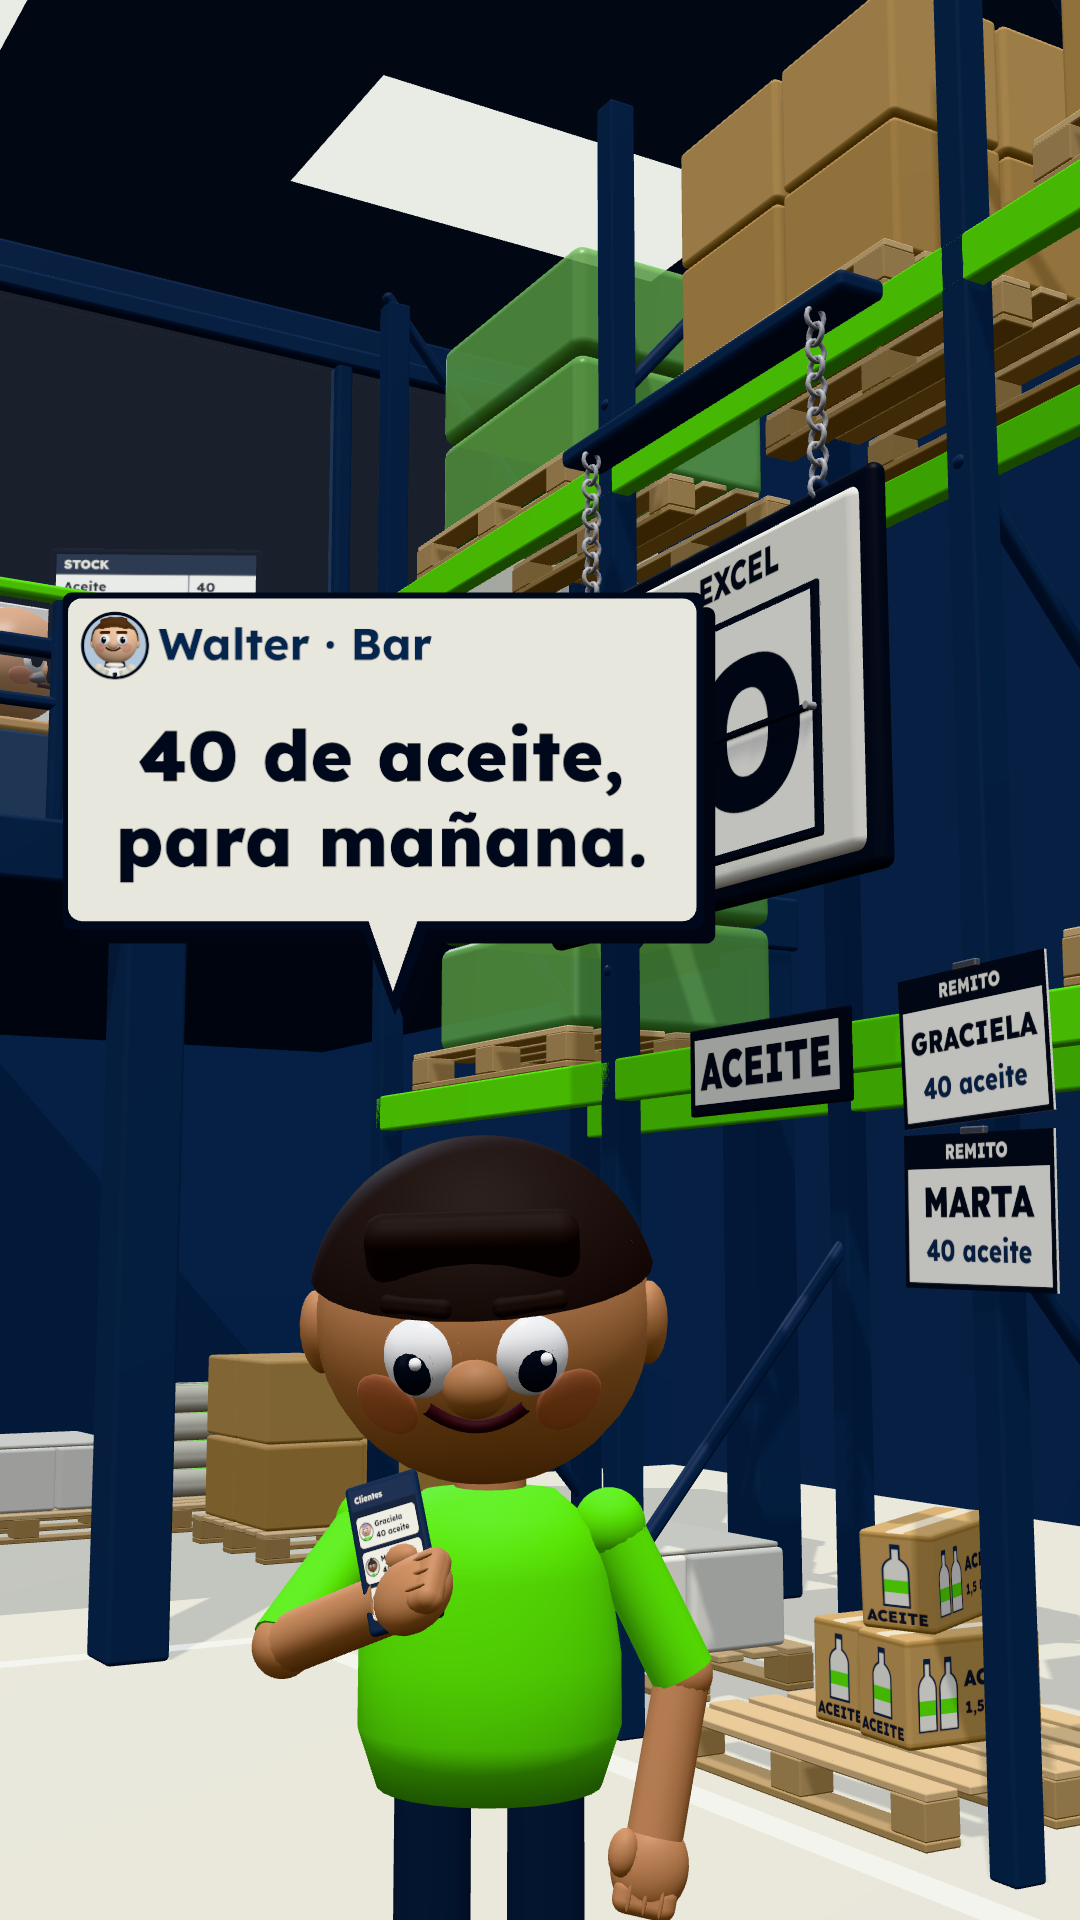 STOCK
Aceite 40
EXCEL
0
Walter · Bar
40 de aceite,
para mañana.
ACEITE
REMITO
GRACIELA
40 aceite
REMITO
MARTA
40 aceite
Clientes
Graciela
40 aceite
ACEITE
ACEITE
ACEITE